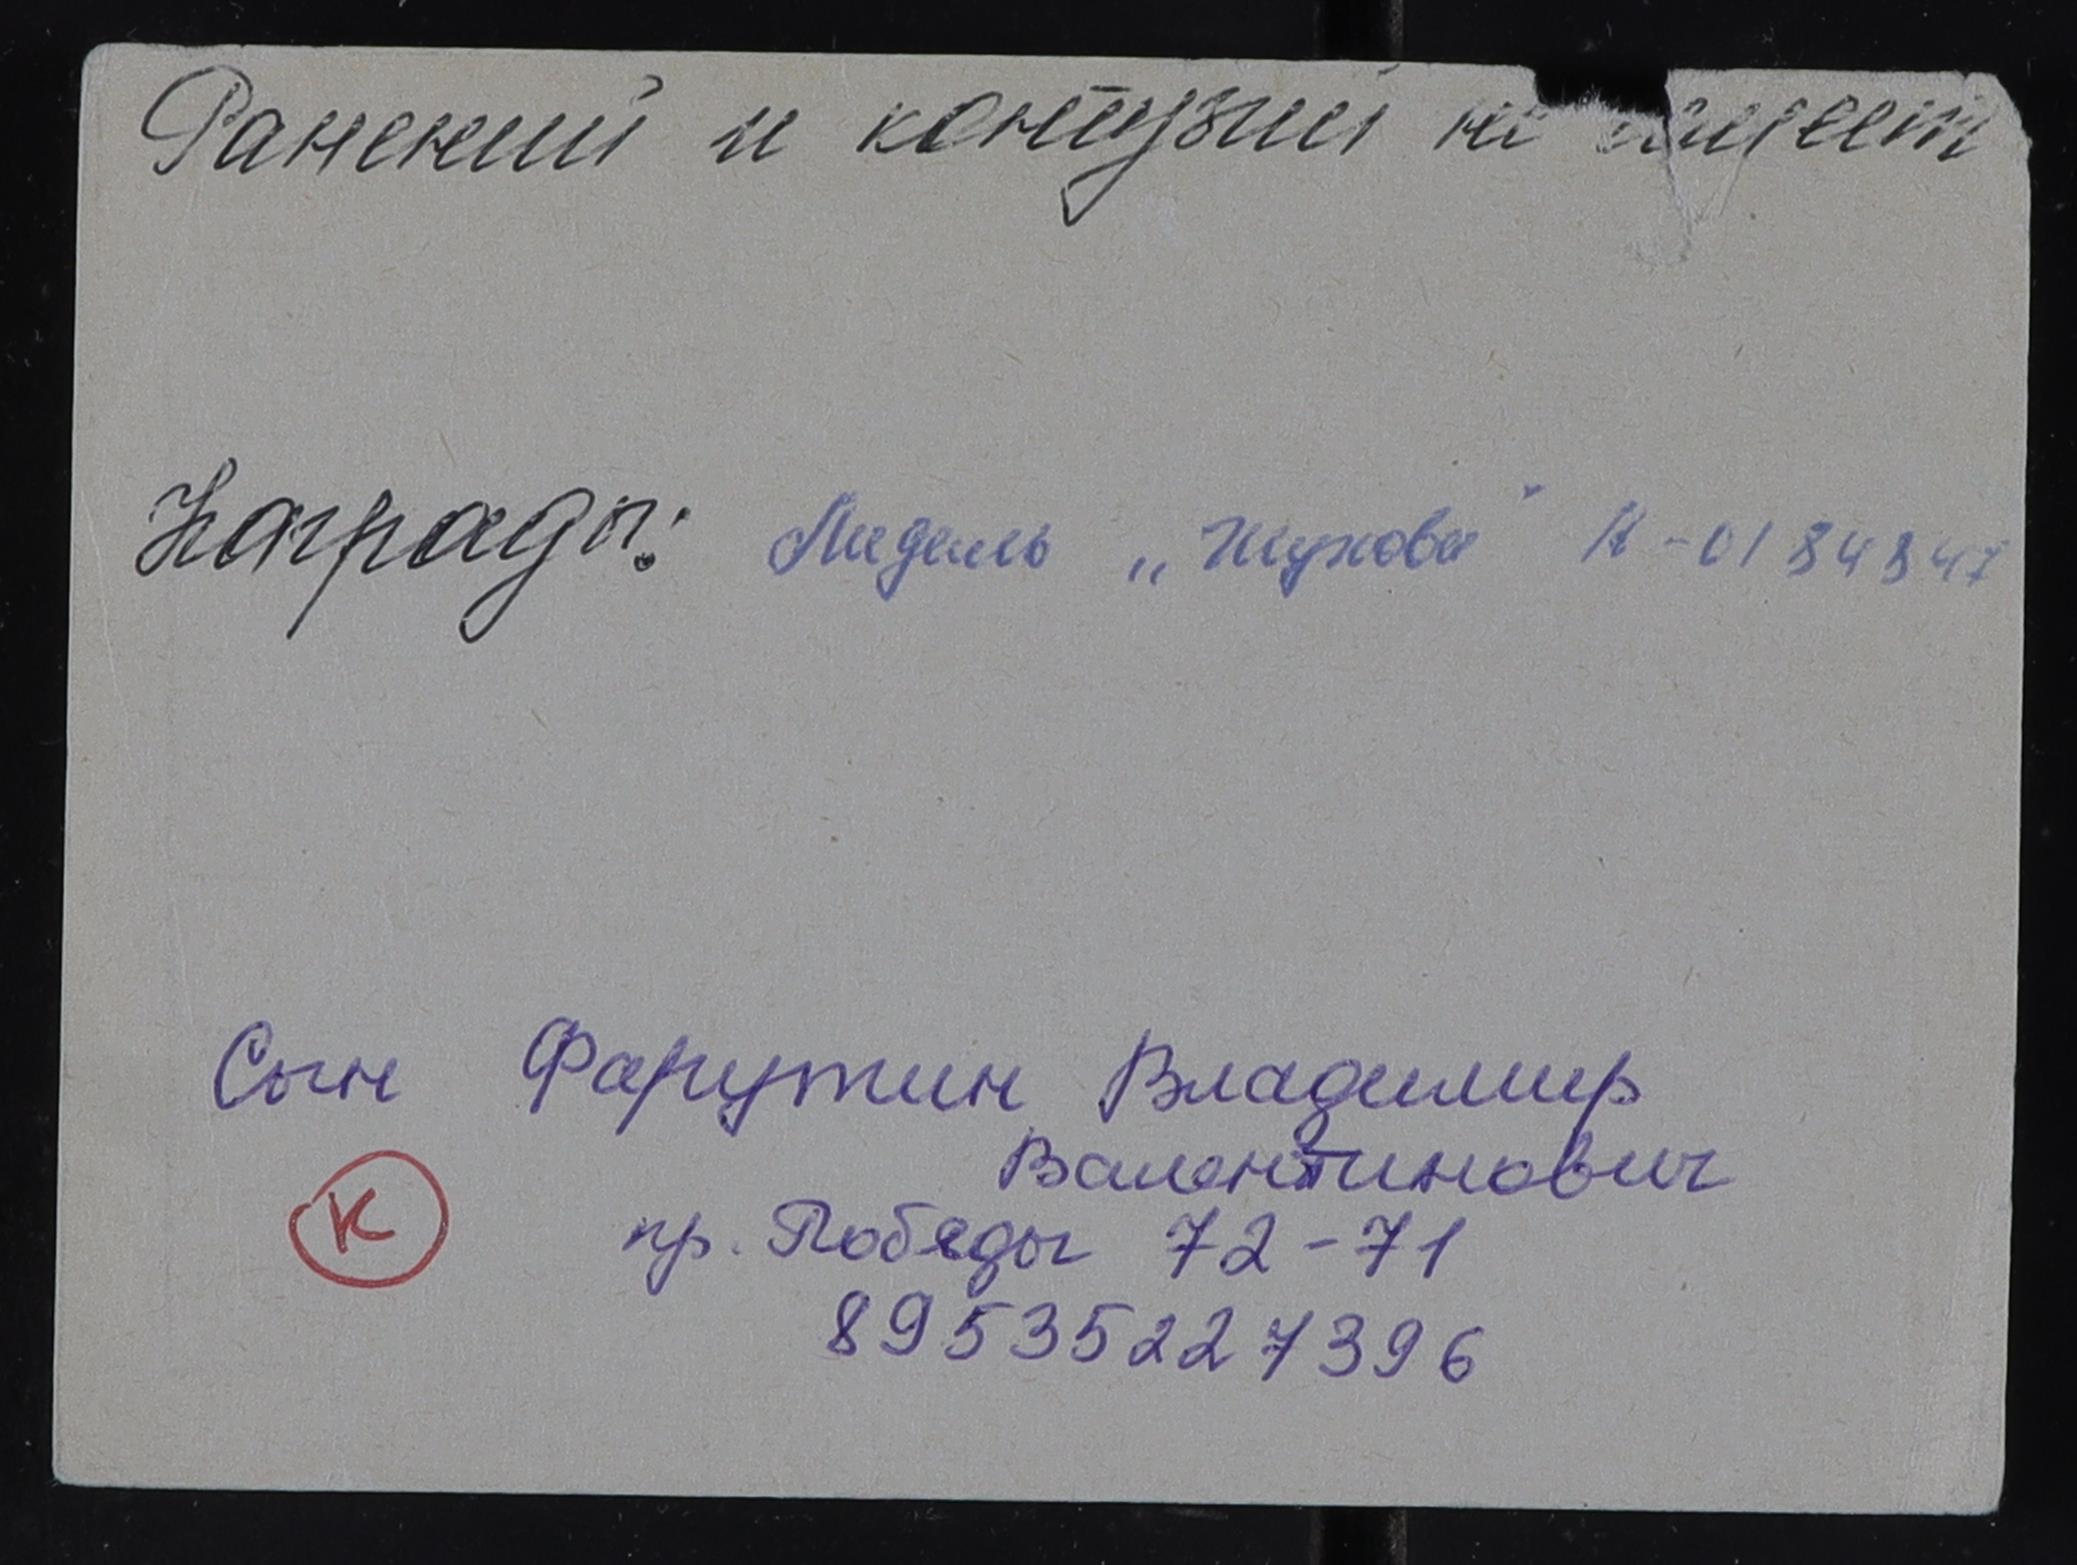 Ранений и контузий не имеет
Награды: Медаль „Жукова" А-0184847
Сын Фарутин Владимир
Валентинович
К
пр. Победы 72-71
89535227396